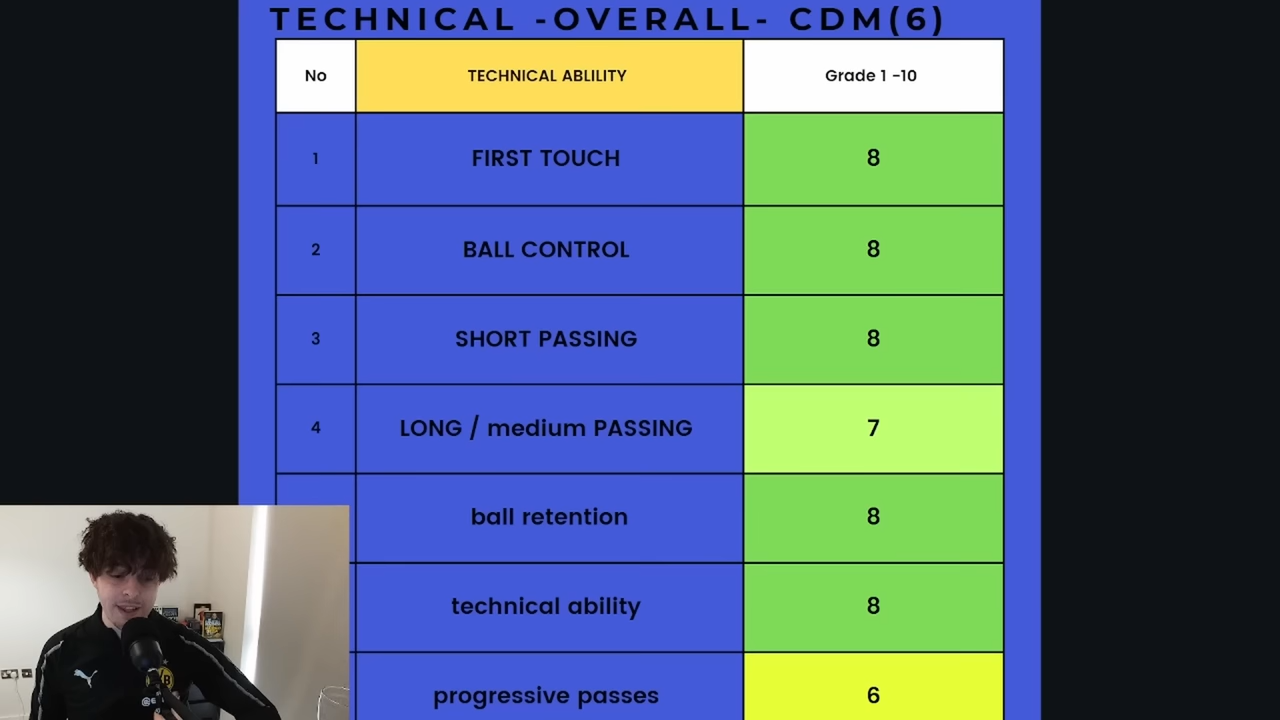 TECHNICAL -OVERALL- CDM(6)
No TECHNICAL ABLILITY Grade 1 -10
1 FIRST TOUCH 8
2 BALL CONTROL 8
3 SHORT PASSING 8
4 LONG / medium PASSING 7
ball retention 8
technical ability 8
progressive passes 6